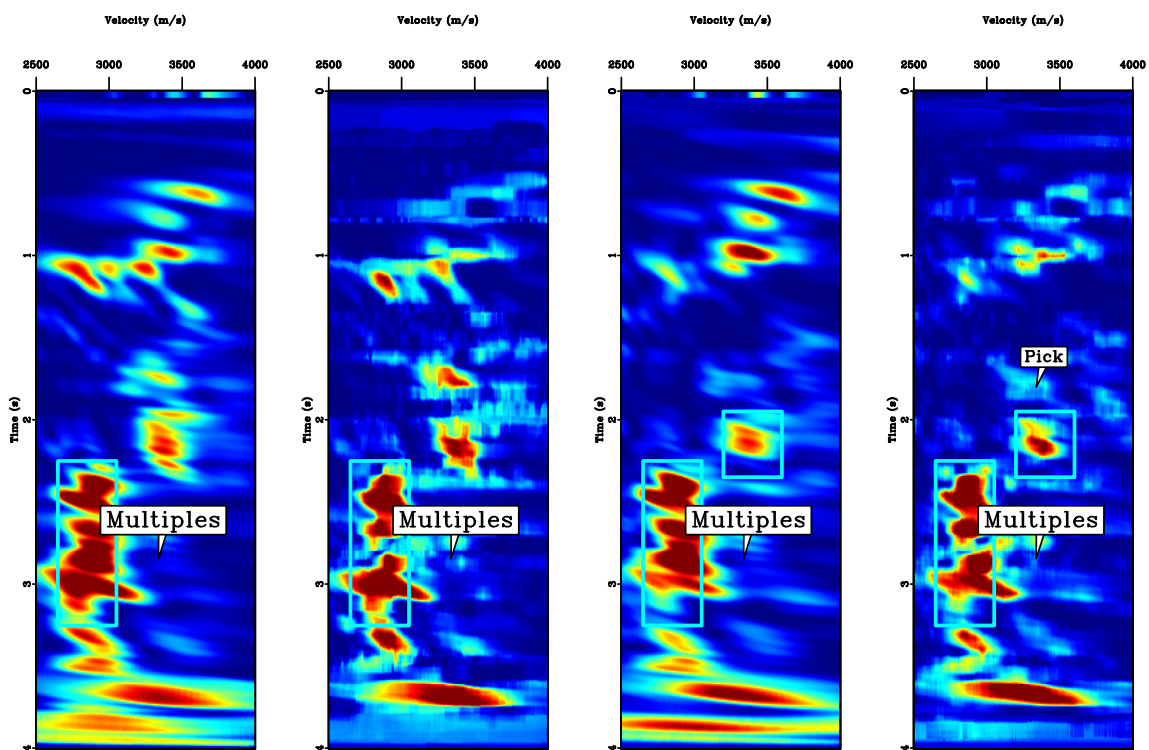 Velocity (m/s) Velocity (m/s) Velocity (m/s) Velocity (m/s)
2500 3000 3500 4000 2500 3000 3500 4000 2500 3000 3500 4000 2500 3000 3500 4000
0 0 0 0
1 1 1 1
Pick
2 2 2 2
Time (s) Time (s) Time (s) Time (s)
Multiples Multiples Multiples Multiples
3 3 3 3
4 4 4 4